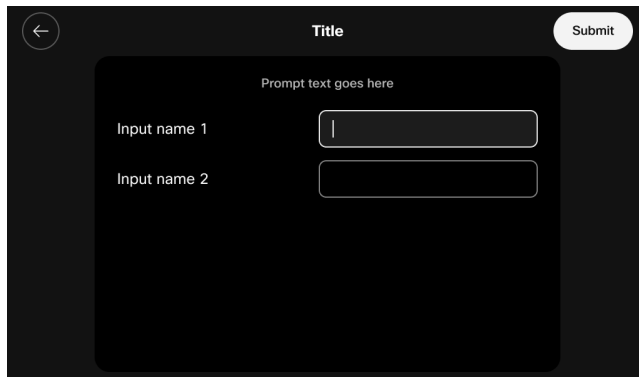 Title
Submit
Prompt text goes here
Input name 1
Input name 2